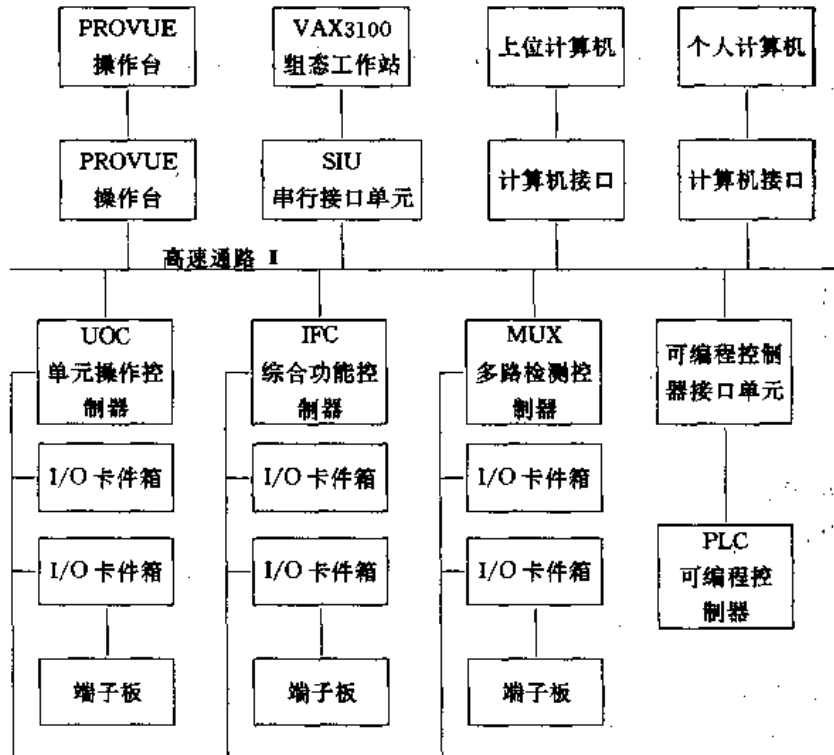 PROVUE
操作台
VAX3100
组态工作站
上位计算机
个人计算机
PROVUE
操作台
SIU
串行接口单元
计算机接口
计算机接口
高速通路 Ⅱ
UOC
单元操作控
制器
IFC
综合功能控
制器
MUX
多路检测控
制器
可编程控制
器接口单元
I/O 卡件箱
I/O 卡件箱
I/O 卡件箱
I/O 卡件箱
I/O 卡件箱
I/O 卡件箱
PLC
可编程控
制器
端子板
端子板
端子板